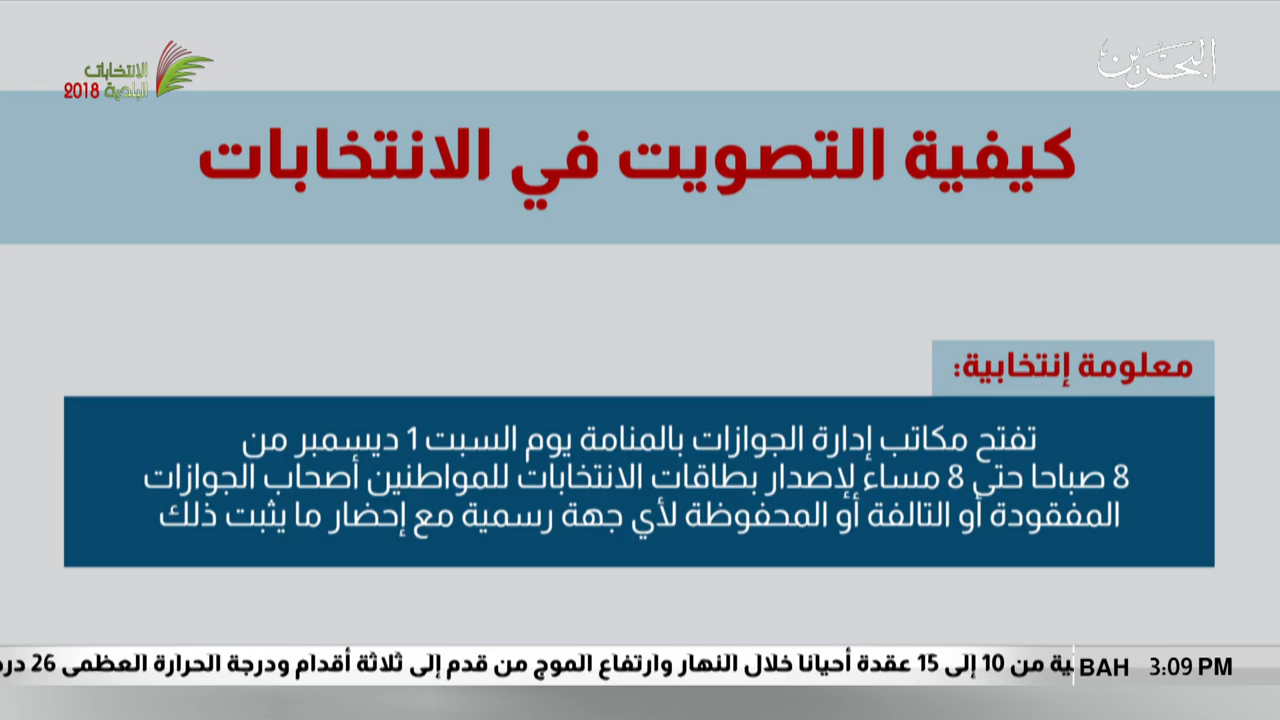 البحرين
الانتخابات
البلدية 2018
كيفية التصويت في الانتخابات
معلومة إنتخابية:
تفتح مكاتب إدارة الجوازات بالمنامة يوم السبت 1 ديسمبر من
8 صباحا حتى 8 مساء لإصدار بطاقات الانتخابات للمواطنين أصحاب الجوازات
المفقودة أو التالفة أو المحفوظة لأي جهة رسمية مع إحضار ما يثبت ذلك
من 10 إلى 15 عقدة أحيانا خلال النهار وارتفاع الموج من قدم إلى ثلاثة أقدام ودرجة الحرارة العظمى 26
BAH 3:09 PM